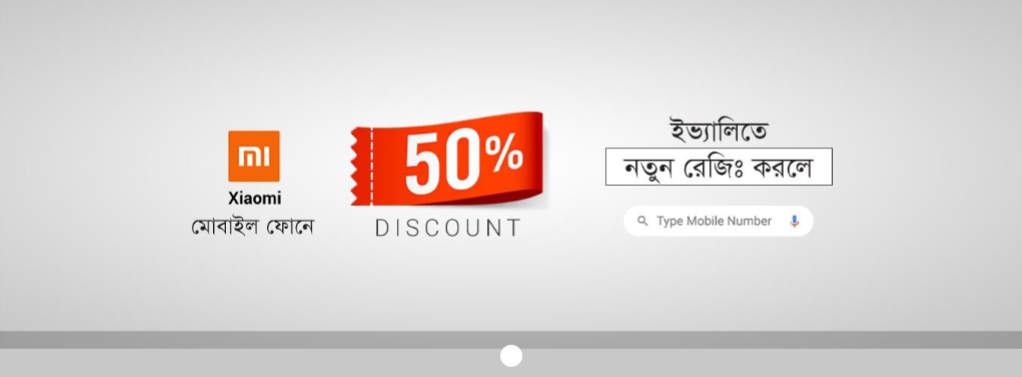 mi
Xiaomi
মোবাইল ফোনে
50%
DISCOUNT
ইভ্যালিতে
নতুন রেজিঃ করলে
Type Mobile Number